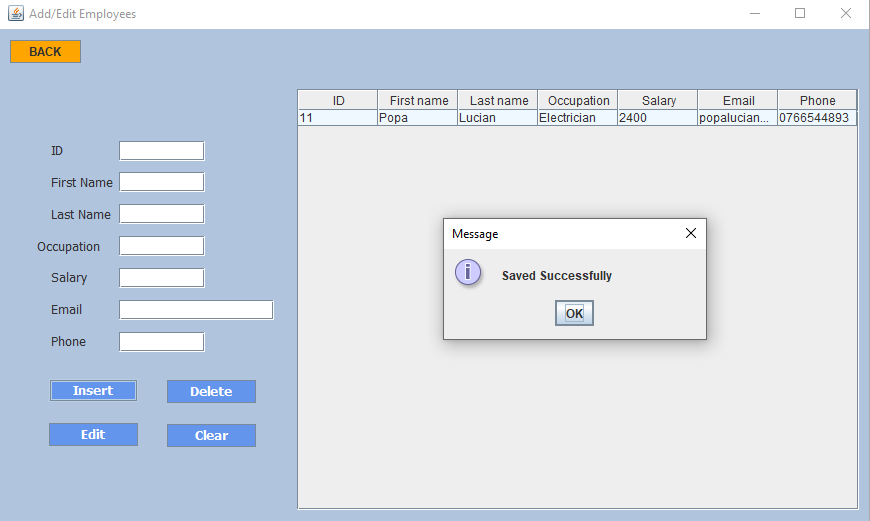 Add/Edit Employees
BACK
ID First name Last name Occupation Salary Email Phone
11 Popa Lucian Electrician 2400 popalucian... 0766544893
ID
First Name
Last Name
Occupation
Salary
Email
Phone
Insert Delete
Edit Clear
Message
Saved Successfully
OK